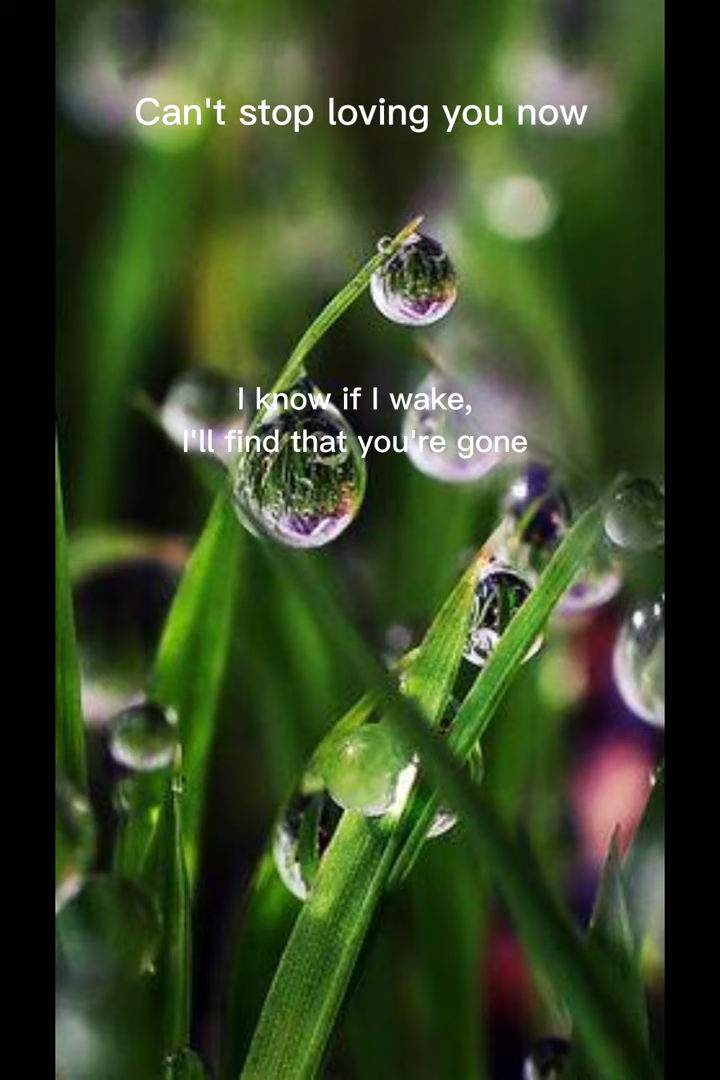 Can't stop loving you now
I know if I wake,
I'll find that you're gone